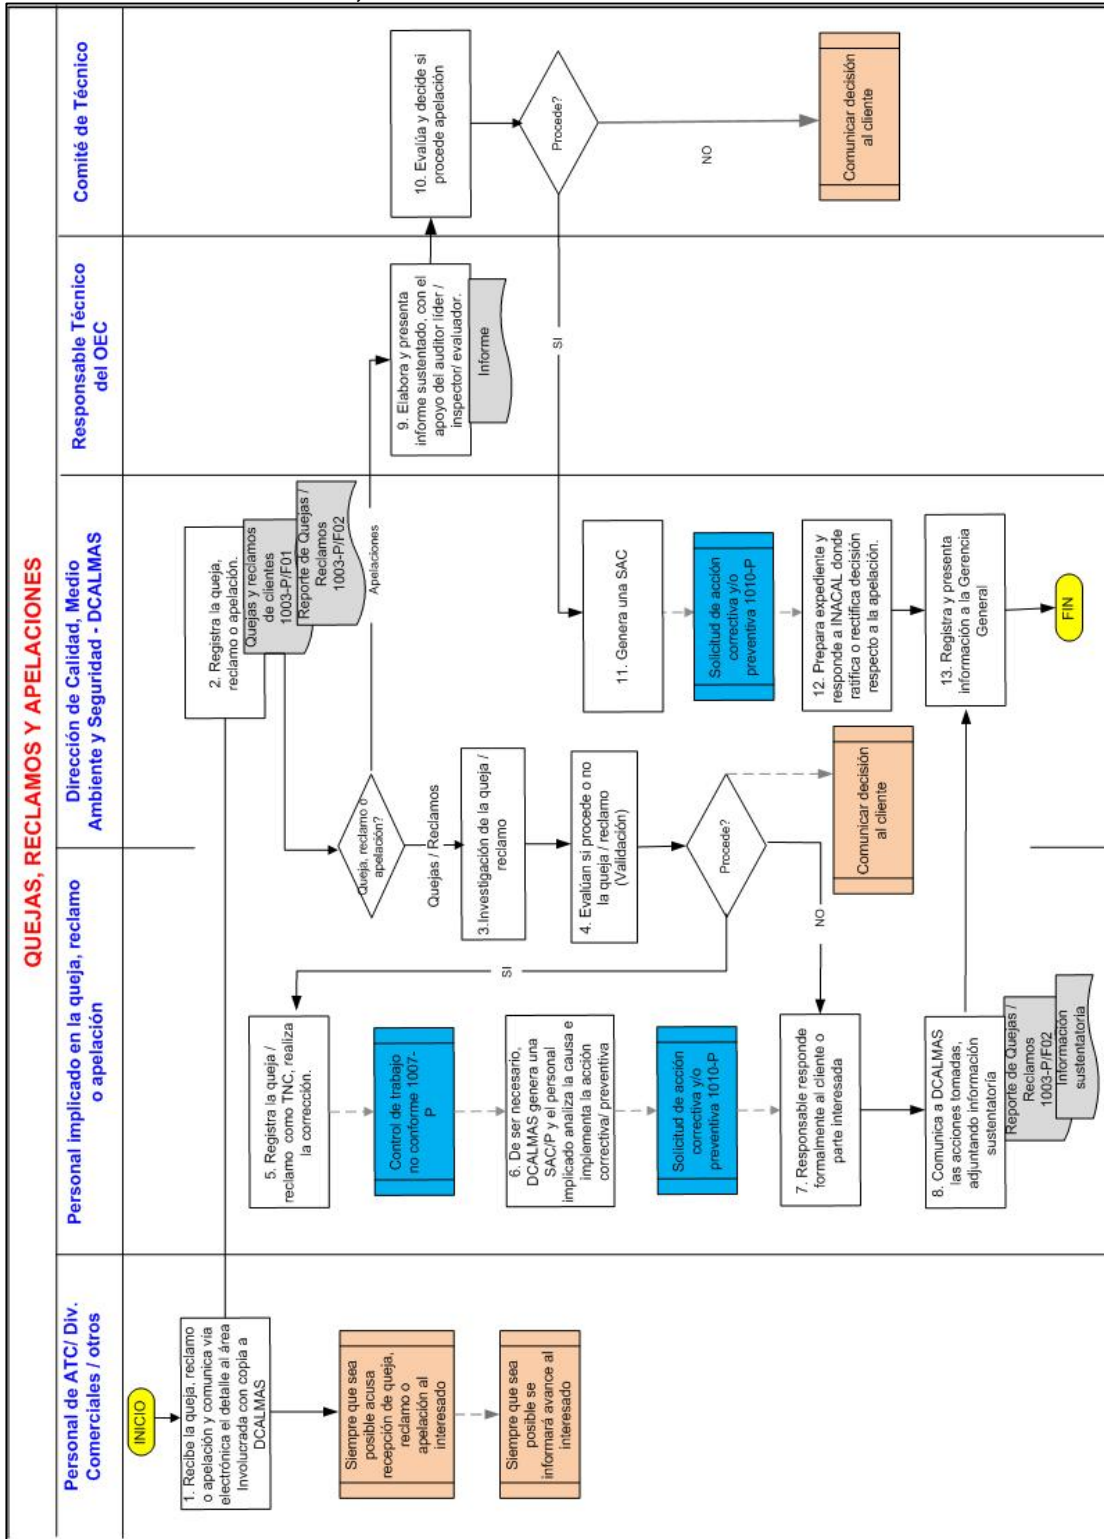 QUEJAS, RECLAMOS Y APELACIONES
Personal de ATC/ Div.
Comerciales / otros
Personal implicado en la queja, reclamo
o apelación
Dirección de Calidad, Medio
Ambiente y Seguridad - DCALMAS
Responsable Técnico
del OEC
Comité de Técnico
INICIO
1. Recibe la queja, reclamo
o apelación y comunica via
electrónica el detalle al área
Involucrada con copia a
DCALMAS
Siempre que sea
posible acusa
recepción de queja,
reclamo o
apelación al
interesado
Siempre que sea
posible se
informará avance al
interesado
2. Registra la queja,
reclamo o apelación.
Quejas y reclamos
de clientes
1003-P/F01
Reporte de Quejas /
Reclamos
1003-P/F02
Queja, reclamo o
apelación?
Apelaciones
Quejas / Reclamos
3.Investigación de la queja /
reclamo
4. Evalúan si procede o no
la queja / reclamo
(Validación)
Procede?
SI
NO
Comunicar decisión
al cliente
5. Registra la queja /
reclamo como TNC, realiza
la corrección.
Control de trabajo
no conforme 1007-
P
6. De ser necesario,
DCALMAS genera una
SAC/P y el personal
implicado analiza la causa e
implementa la acción
correctiva/ preventiva
Solicitud de acción
correctiva y/o
preventiva 1010-P
7. Responsable responde
formalmente al cliente o
parte interesada
8. Comunica a DCALMAS
las acciones tomadas,
adjuntando información
sustentatoria
Reporte de Quejas /
Reclamos
1003-P/F02
Información
sustentatoria
9. Elabora y presenta
informe sustentado, con el
apoyo del auditor líder /
inspector/ evaluador.
Informe
10. Evalúa y decide si
procede apelación
Procede?
SI
NO
Comunicar decisión
al cliente
11. Genera una SAC
Solicitud de acción
correctiva y/o
preventiva 1010-P
12. Prepara expediente y
responde a INACAL donde
ratifica o rectifica decisión
respecto a la apelación.
13. Registra y presenta
información a la Gerencia
General
FIN